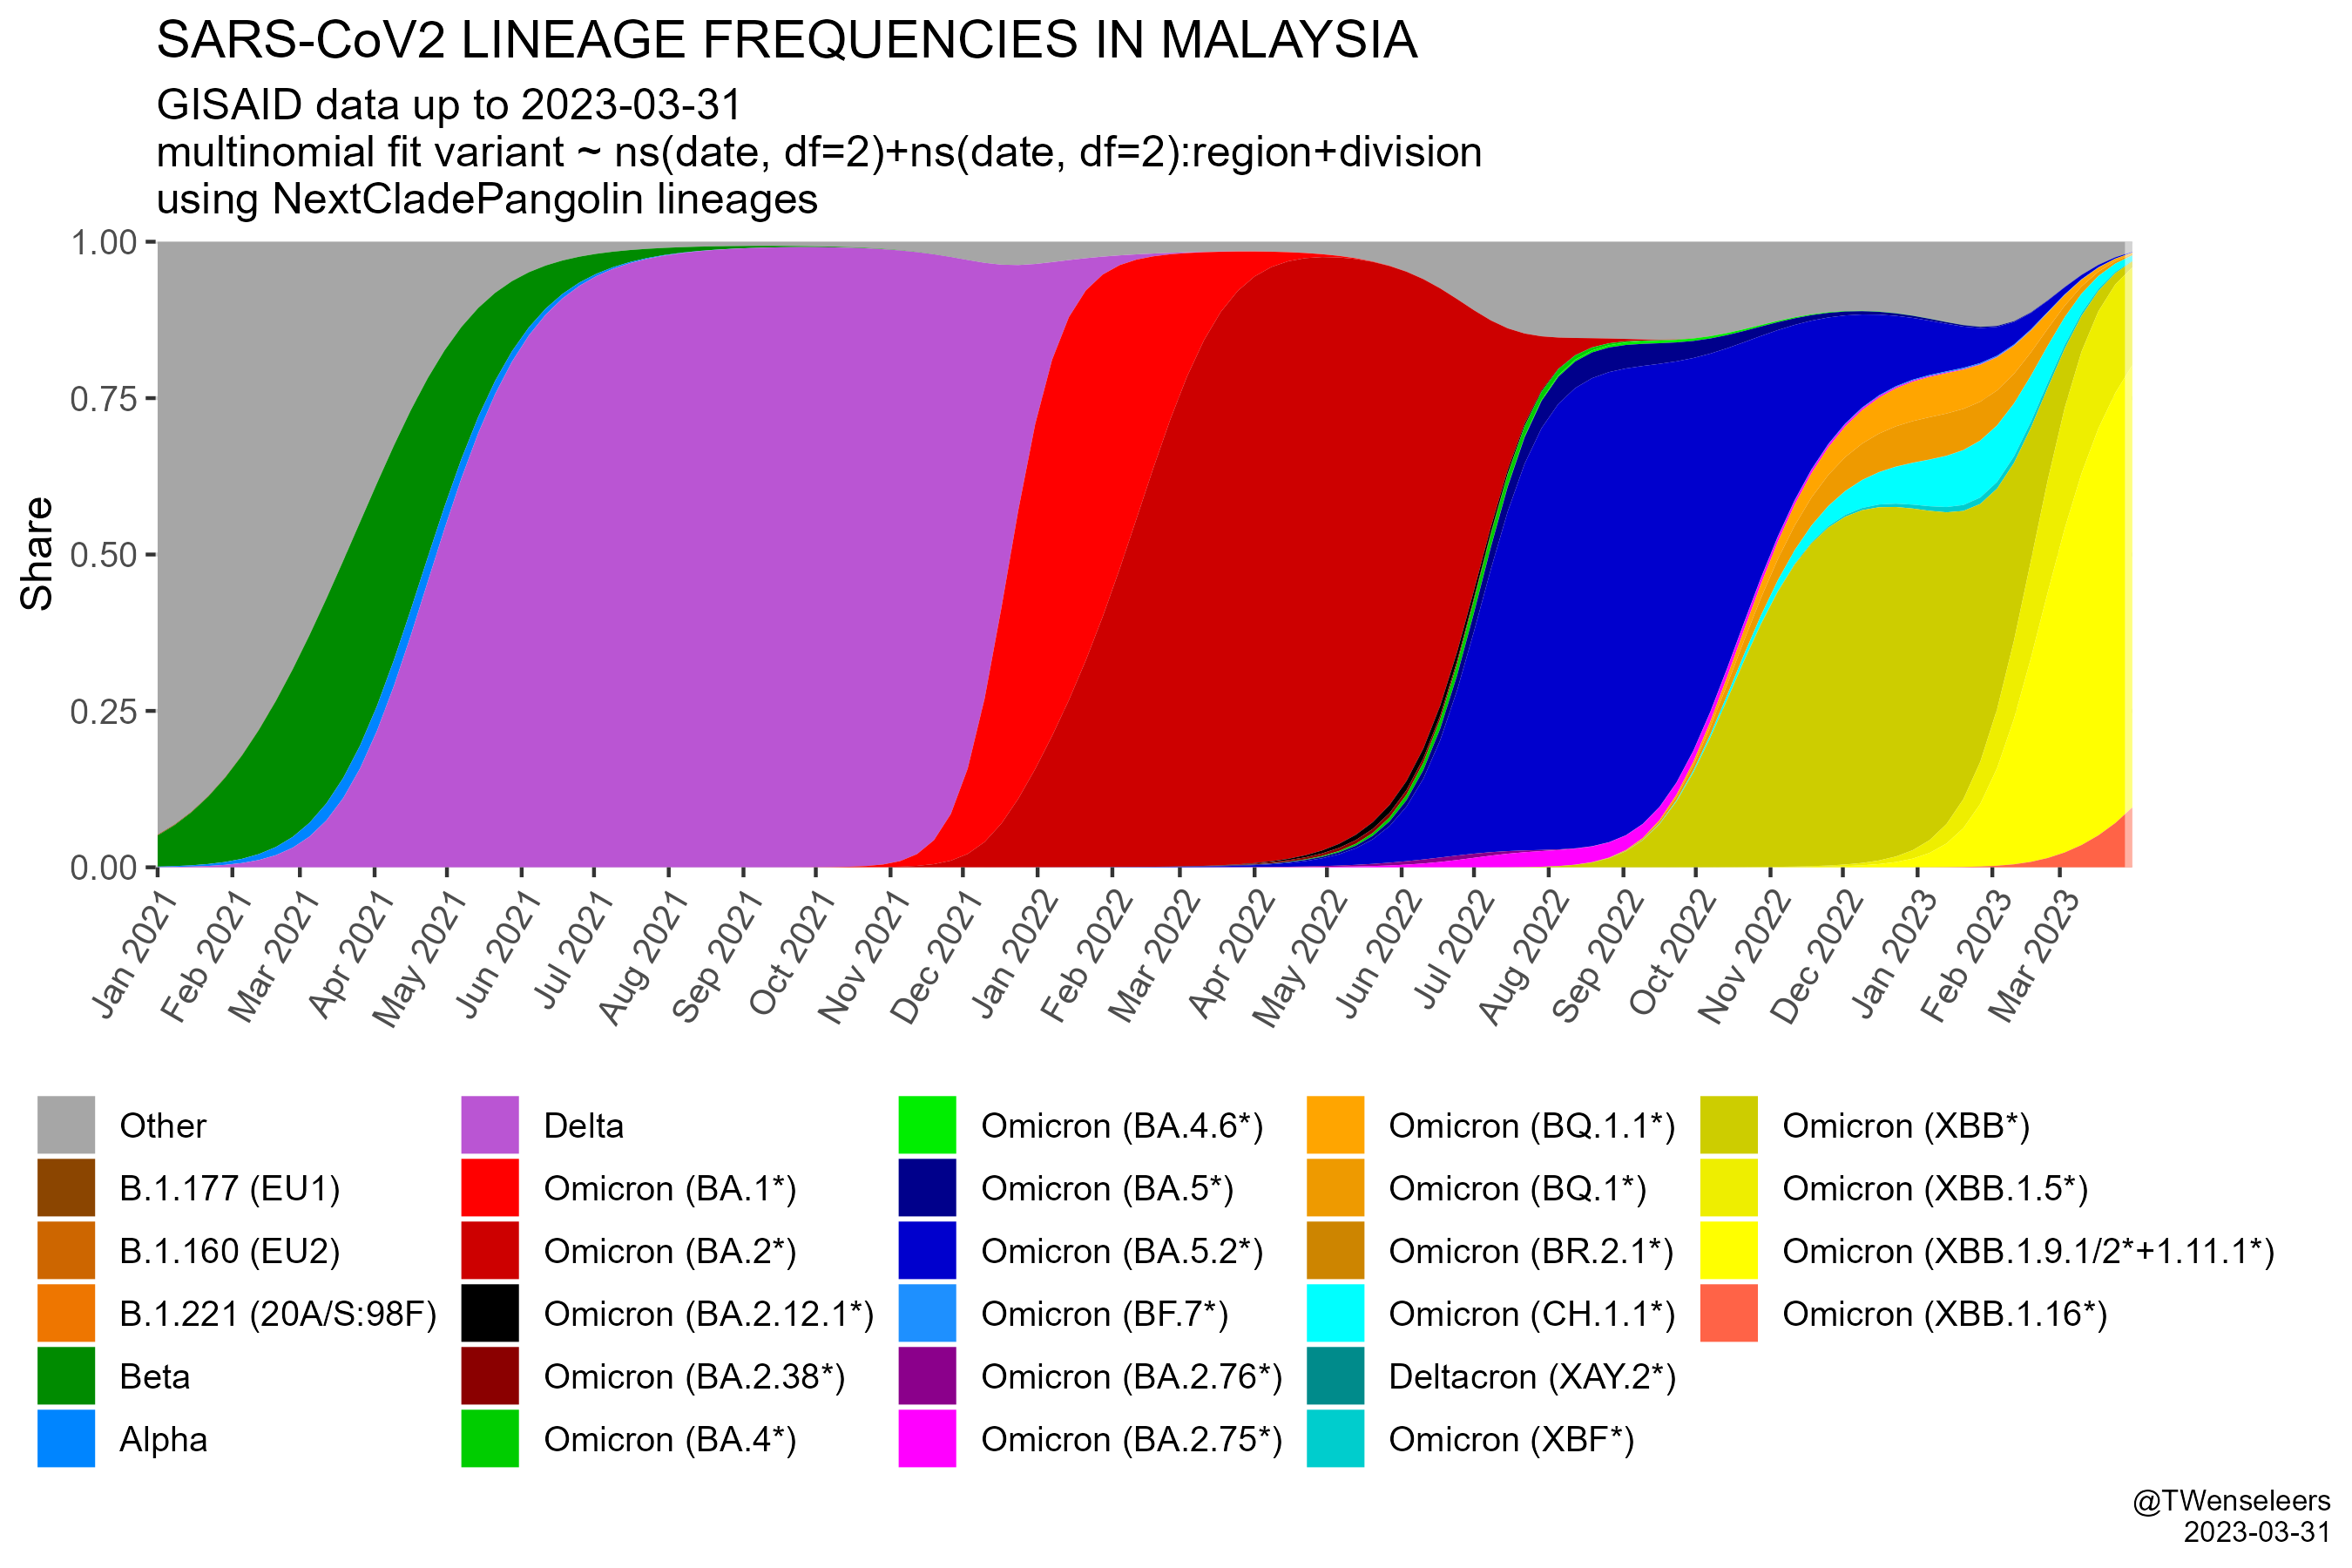 SARS-CoV2 LINEAGE FREQUENCIES IN MALAYSIA
GISAID data up to 2023-03-31
multinomial fit variant ~ ns(date, df=2)+ns(date, df=2):region+division
using NextCladePangolin lineages
Share
1.00
0.75
0.50
0.25
0.00
Jan 2021
Feb 2021
Mar 2021
Apr 2021
May 2021
Jun 2021
Jul 2021
Aug 2021
Sep 2021
Oct 2021
Nov 2021
Dec 2021
Jan 2022
Feb 2022
Mar 2022
Apr 2022
May 2022
Jun 2022
Jul 2022
Aug 2022
Sep 2022
Oct 2022
Nov 2022
Dec 2022
Jan 2023
Feb 2023
Mar 2023
Other
B.1.177 (EU1)
B.1.160 (EU2)
B.1.221 (20A/S:98F)
Beta
Alpha
Delta
Omicron (BA.1*)
Omicron (BA.2*)
Omicron (BA.2.12.1*)
Omicron (BA.2.38*)
Omicron (BA.4*)
Omicron (BA.4.6*)
Omicron (BA.5*)
Omicron (BA.5.2*)
Omicron (BF.7*)
Omicron (BA.2.76*)
Omicron (BA.2.75*)
Omicron (BQ.1.1*)
Omicron (BQ.1*)
Omicron (BR.2.1*)
Omicron (CH.1.1*)
Deltacron (XAY.2*)
Omicron (XBF*)
Omicron (XBB*)
Omicron (XBB.1.5*)
Omicron (XBB.1.9.1/2*+1.11.1*)
Omicron (XBB.1.16*)
@TWenseleers
2023-03-31